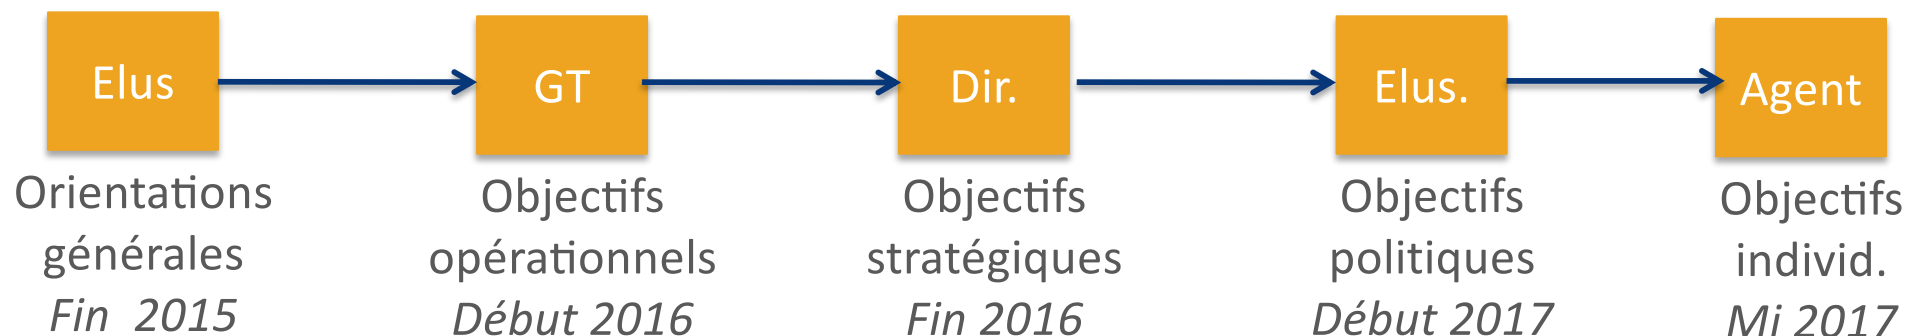 Elus
GT
Dir.
Elus.
Agent
Orientations
générales
Fin 2015
Objectifs
opérationnels
Début 2016
Objectifs
stratégiques
Fin 2016
Objectifs
politiques
Début 2017
Objectifs
individ.
Mi 2017